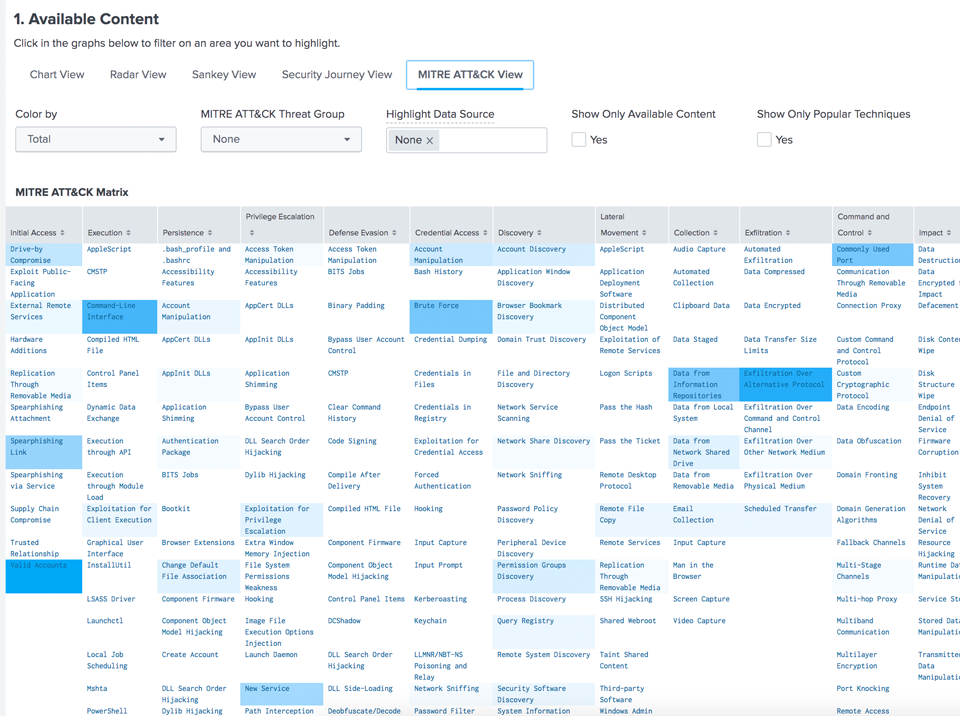 1. Available Content
Click in the graphs below to filter on an area you want to highlight.
Chart View Radar View Sankey View Security Journey View MITRE ATT&CK View
Color by MITRE ATT&CK Threat Group Highlight Data Source Show Only Available Content Show Only Popular Techniques
Total None None × Yes Yes
MITRE ATT&CK Matrix
Privilege Escalation Lateral Command and
Initial Access Execution Persistence Defense Evasion Credential Access Discovery Movement Collection Exfiltration Control Impact
Drive-by AppleScript .bash_profile and Access Token Access Token Account Account Discovery AppleScript Audio Capture Automated Commonly Used Data
Compromise .bashrc Manipulation Manipulation Manipulation Exfiltration Port Destruction
Exploit Public- CMSTP Accessibility Accessibility BITS Jobs Bash History Application Window Application Automated Data Compressed Communication Data
Facing Features Features Discovery Deployment Collection Through Removable Encrypted
Application Software Media Impact
External Remote Command-Line Account AppCert DLLs Binary Padding Brute Force Browser Bookmark Distributed Clipboard Data Data Encrypted Connection Proxy Defacement
Services Interface Manipulation Discovery Component
Object Model
Hardware Compiled HTML AppCert DLLs AppInit DLLs Bypass User Account Credential Dumping Domain Trust Discovery Exploitation of Data Staged Data Transfer Size Custom Command Disk Content
Additions File Control Remote Services Limits and Control Wipe
Protocol
Replication Control Panel AppInit DLLs Application CMSTP Credentials in File and Directory Logon Scripts Data from Exfiltration Over Custom Disk
Through Items Shimming Files Discovery Information Alternative Protocol Cryptographic Structure
Removable Media Repositories Protocol Wipe
Spearphishing Dynamic Data Application Bypass User Clear Command Credentials in Network Service Pass the Hash Data from Local Exfiltration Over Data Encoding Endpoint
Attachment Exchange Shimming Account Control History Registry Scanning System Command and Control Denial of
Channel Service
Spearphishing Execution Authentication DLL Search Order Code Signing Exploitation for Network Share Discovery Pass the Ticket Data from Exfiltration Over Data Obfuscation Firmware
Link through API Package Hijacking Credential Access Network Shared Other Network Medium Corruption
Drive
Spearphishing Execution BITS Jobs Dylib Hijacking Compile After Forced Network Sniffing Remote Desktop Data from Exfiltration Over Domain Fronting Inhibit
via Service through Module Delivery Authentication Protocol Removable Media Physical Medium System
Load Recovery
Supply Chain Exploitation for Bootkit Exploitation for Compiled HTML File Hooking Password Policy Remote File Email Scheduled Transfer Domain Generation Network
Compromise Client Execution Privilege Discovery Copy Collection Algorithms Denial of
Escalation Service
Trusted Graphical User Browser Extensions Extra Window Component Firmware Input Capture Peripheral Device Remote Services Input Capture Fallback Channels Resource
Relationship Interface Memory Injection Discovery Hijacking
Valid Accounts InstallUtil Change Default File System Component Object Input Prompt Permission Groups Replication Man in the Multi-Stage Runtime Data
File Association Permissions Model Hijacking Discovery Through Browser Channels Manipulation
Weakness Removable Media
LSASS Driver Component Firmware Hooking Control Panel Items Kerberoasting Process Discovery SSH Hijacking Screen Capture Multi-hop Proxy Service
Launchctl Component Object Image File DCShadow Keychain Query Registry Shared Webroot Video Capture Multiband Stored Data
Model Hijacking Execution Options Communication Manipulation
Injection
Local Job Create Account Launch Daemon DLL Search Order LLMNR/NBT-NS Remote System Discovery Taint Shared Multilayer Transmitted
Scheduling Hijacking Poisoning and Content Encryption Data
Relay Manipulation
Mshta DLL Search Order New Service DLL Side-Loading Network Sniffing Security Software Third-party Port Knocking
Hijacking Discovery Software
PowerShell Dylib Hijacking Path Interception Deobfuscate/Decode Password Filter System Information Windows Admin Remote Access